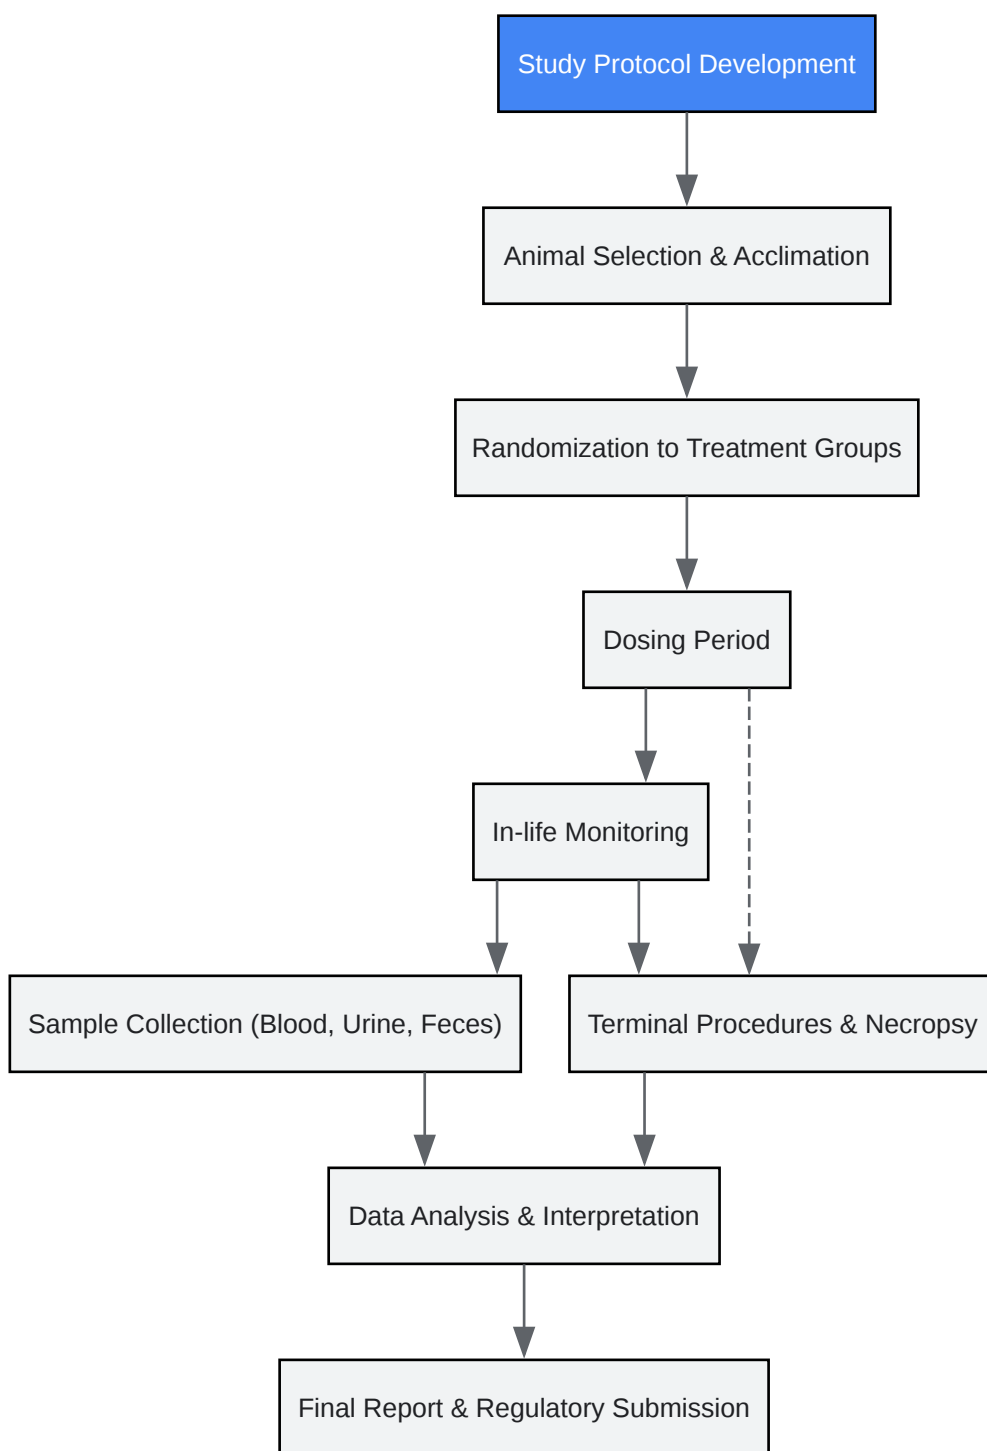 Study Protocol Development
Animal Selection & Acclimation
Randomization to Treatment Groups
Dosing Period
In-life Monitoring
Sample Collection (Blood, Urine, Feces)
Terminal Procedures & Necropsy
Data Analysis & Interpretation
Final Report & Regulatory Submission